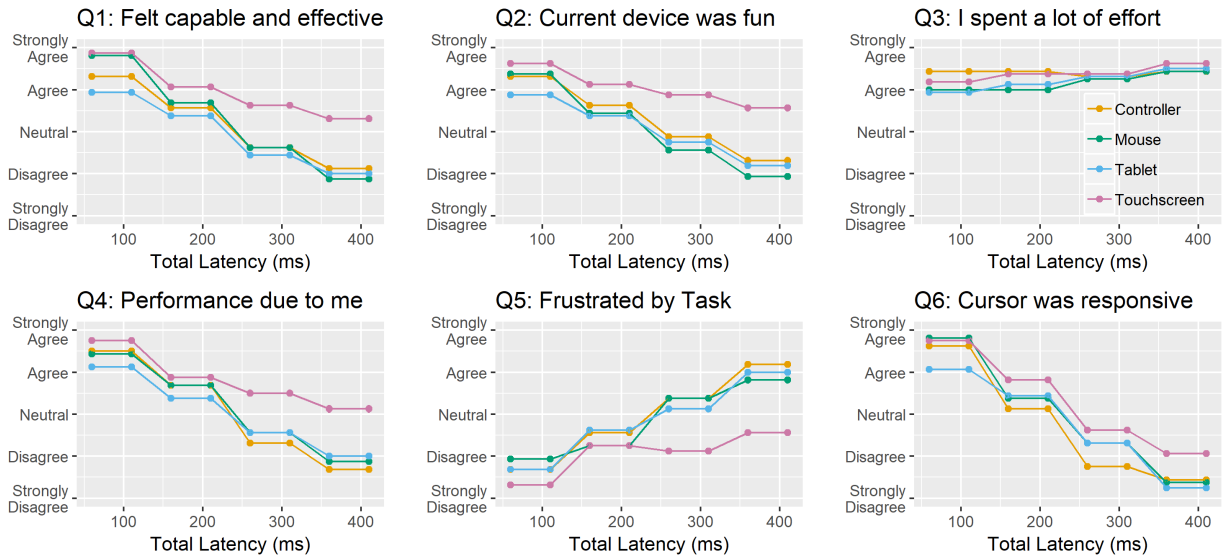 Q1: Felt capable and effective
Q2: Current device was fun
Q3: I spent a lot of effort
Strongly
Agree
Agree
Neutral
Disagree
Strongly
Disagree
100 200 300 400
Total Latency (ms)
Strongly
Agree
Agree
Neutral
Disagree
Strongly
Disagree
100 200 300 400
Total Latency (ms)
Strongly
Agree
Agree
Neutral
Disagree
Strongly
Disagree
Controller
Mouse
Tablet
Touchscreen
100 200 300 400
Total Latency (ms)
Q4: Performance due to me
Q5: Frustrated by Task
Q6: Cursor was responsive
Strongly
Agree
Agree
Neutral
Disagree
Strongly
Disagree
100 200 300 400
Total Latency (ms)
Strongly
Agree
Agree
Neutral
Disagree
Strongly
Disagree
100 200 300 400
Total Latency (ms)
Strongly
Agree
Agree
Neutral
Disagree
Strongly
Disagree
100 200 300 400
Total Latency (ms)